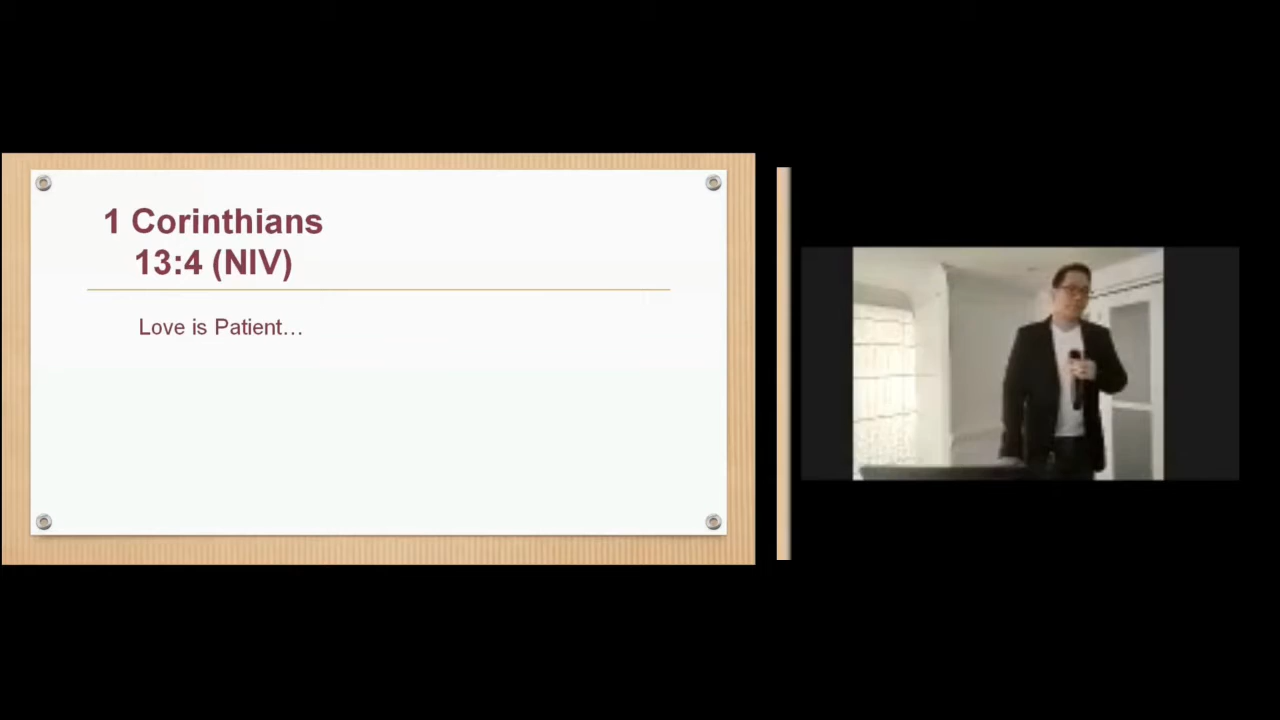 1 Corinthians
13:4 (NIV)
Love is Patient…